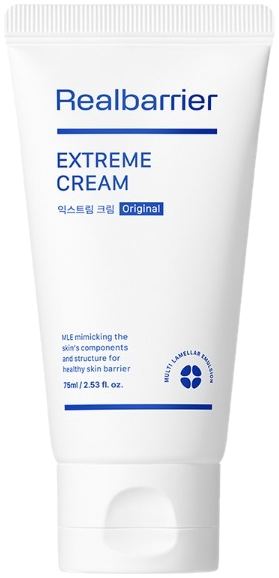 Realbarrier
EXTREME
CREAM
익스트림 크림 Original
MLE mimicking the
skin's components
and structure for
healthy skin barrier
75ml / 2.53 fl. oz.
MULTI LAMELLAR EMULSION